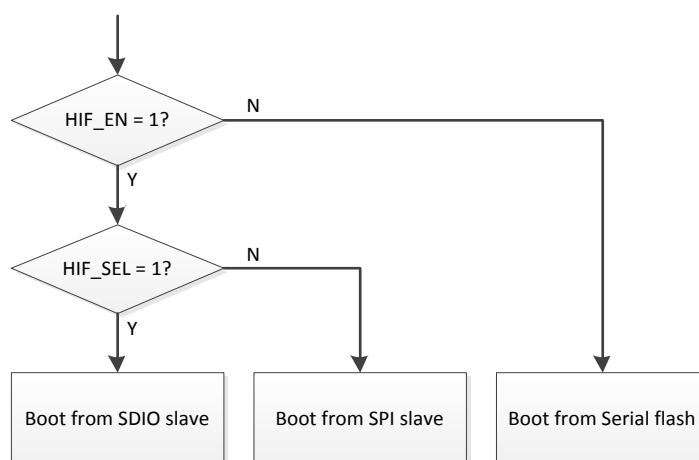 HIF_EN = 1?
N
Y
HIF_SEL = 1?
N
Y
Boot from SDIO slave
Boot from SPI slave
Boot from Serial flash